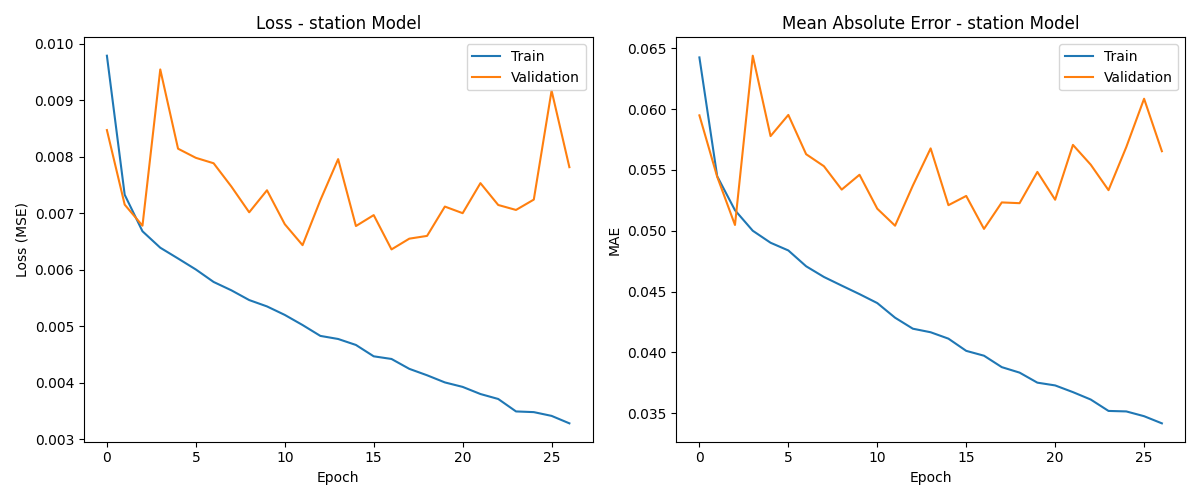 Loss - station Model
0.010
0.009
0.008
0.007
0.006
0.005
0.004
0.003
Loss (MSE)
Train
Validation
0 5 10 15 20 25
Epoch
Mean Absolute Error - station Model
0.065
0.060
0.055
0.050
0.045
0.040
0.035
MAE
Train
Validation
0 5 10 15 20 25
Epoch